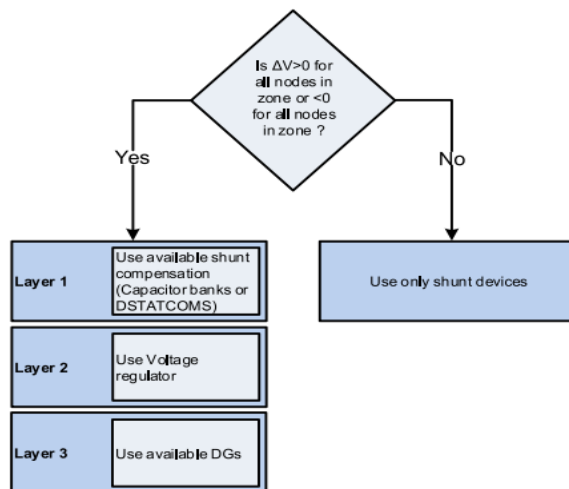 Is ΔV>0 for
all nodes in
zone or <0
for all nodes
in zone ?
Yes
No
Layer 1
Use available shunt
compensation
(Capacitor banks or
DSTATCOMS)
Use only shunt devices
Layer 2
Use Voltage
regulator
Layer 3
Use available DGs